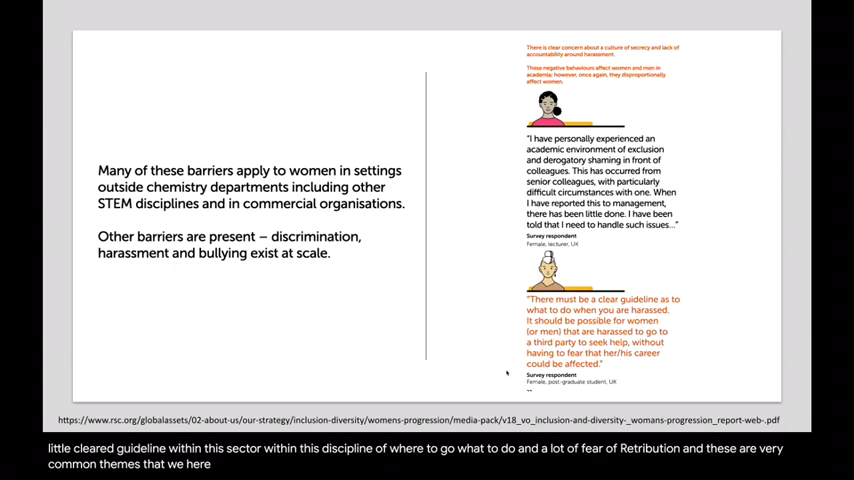 Many of these barriers apply to women in settings
outside chemistry departments including other
STEM disciplines and in commercial organisations.
Other barriers are present – discrimination,
harassment and bullying exist at scale.
There is clear concern about a culture of secrecy and lack of
accountability around harassment.
These negative behaviours affect women and men in
academia; however, once again, they disproportionally
affect women.
"I have personally experienced an
academic environment of exclusion
and derogatory shaming in front of
colleagues. This has occurred from
senior colleagues, with particularly
difficult circumstances with one. When
I have reported this to management,
there has been little done. I have been
told that I need to handle such issues..."
Survey respondent
Female, lecturer, UK
"There must be a clear guideline as to
what to do when you are harassed.
It should be possible for women
(or men) that are harassed to go to
a third party to seek help, without
having to fear that her/his career
could be affected."
Survey respondent
Female, post-graduate student, UK
https://www.rsc.org/globalassets/02-about-us/our-strategy/inclusion-diversity/womens-progression/media-pack/v18_vo_inclusion-and-diversity-_womans-progression_report-web-.pdf
little cleared guideline within this sector within this discipline of where to go what to do and a lot of fear of Retribution and these are very
common themes that we here